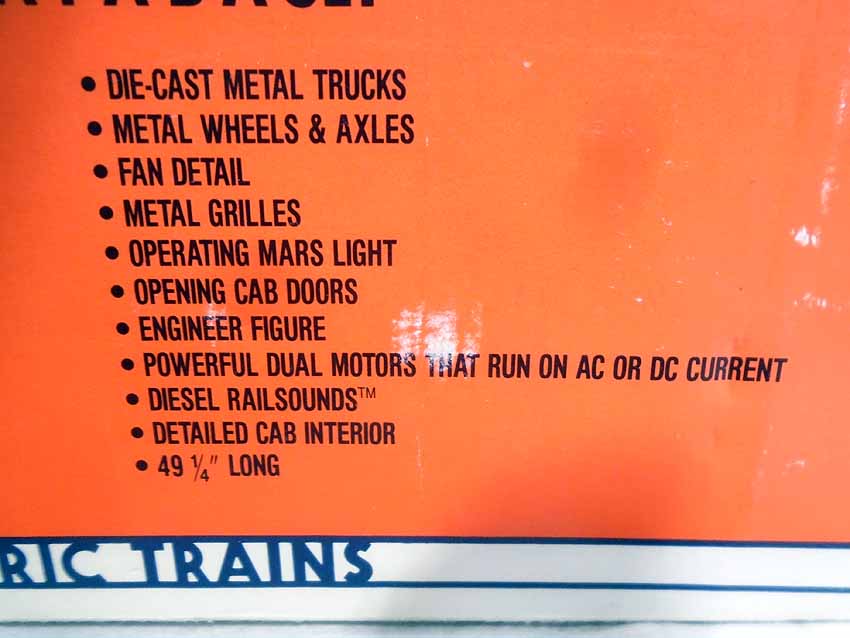 • DIE-CAST METAL TRUCKS
• METAL WHEELS & AXLES
• FAN DETAIL
• METAL GRILLES
• OPERATING MARS LIGHT
• OPENING CAB DOORS
• ENGINEER FIGURE
• POWERFUL DUAL MOTORS THAT RUN ON AC OR DC CURRENT
• DIESEL RAILSOUNDS™
• DETAILED CAB INTERIOR
• 49 ¼" LONG
RIC TRAINS